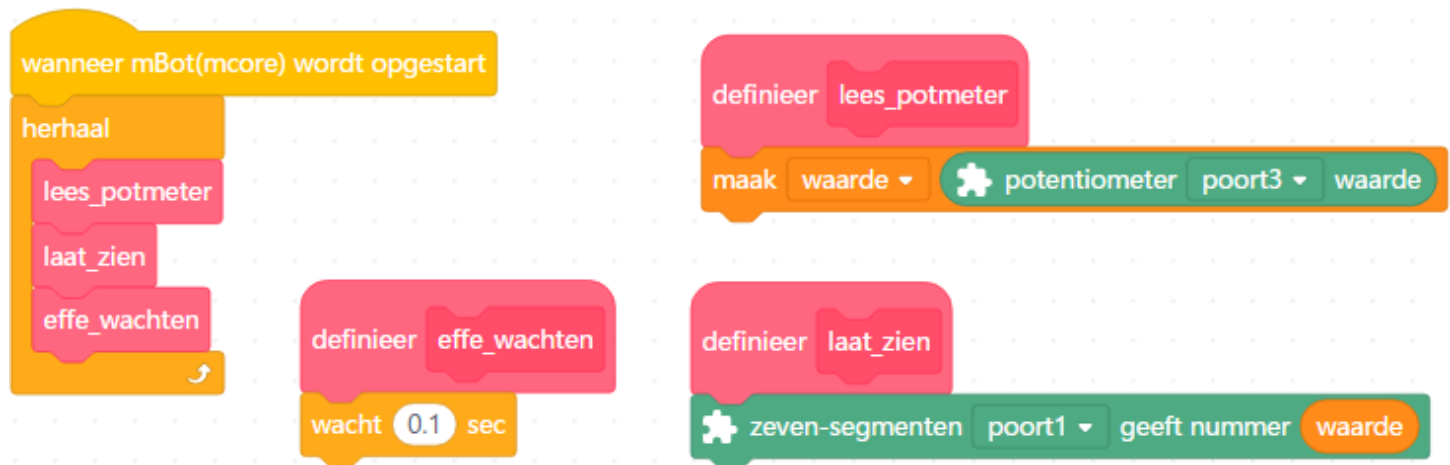 wanneer mBot(mcore) wordt opgestart
herhaal
lees_potmeter
laat_zien
effe_wachten
definieer effe_wachten
wacht 0.1 sec
definieer lees_potmeter
maak waarde potentiometer poort3 waarde
definieer laat_zien
zeven-segmenten poort1 geeft nummer waarde